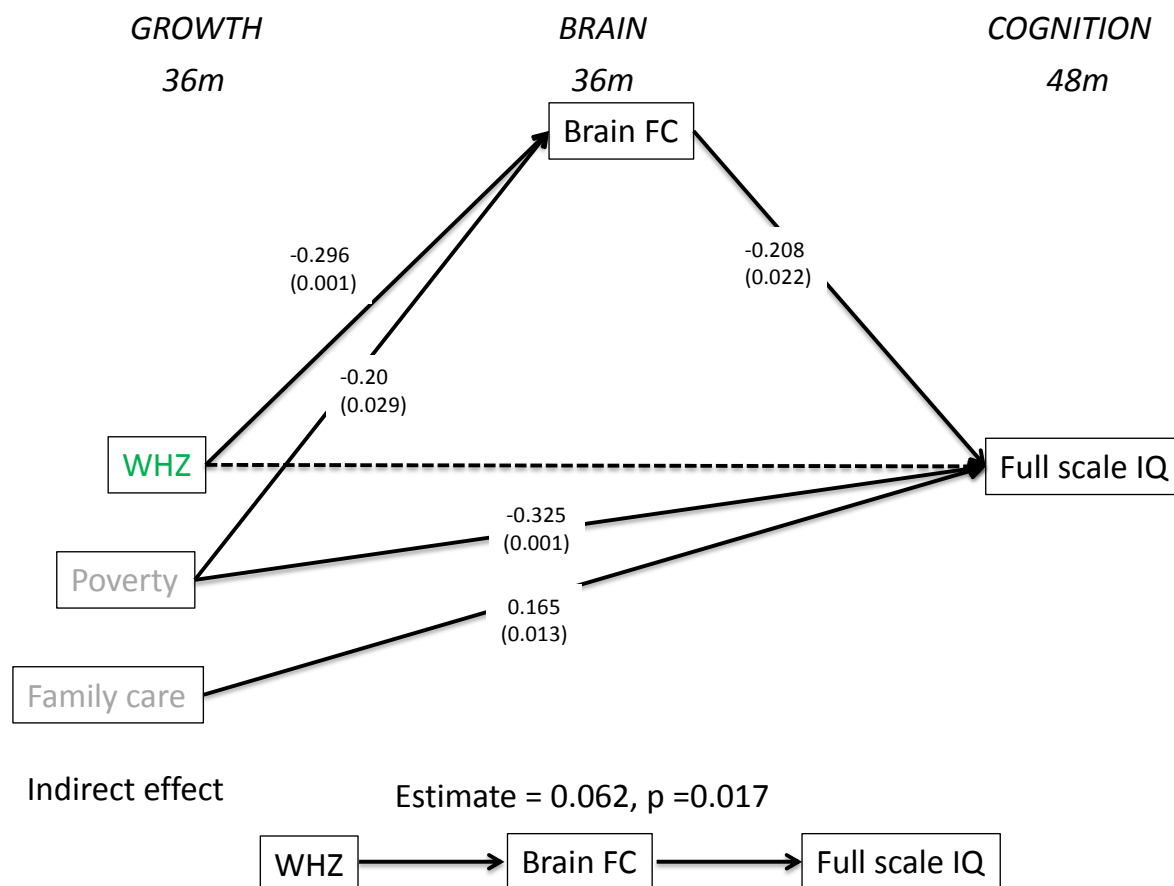 GROWTH
36m
BRAIN
36m
COGNITION
48m
Brain FC
-0.296
(0.001)
-0.208
(0.022)
-0.20
(0.029)
WHZ
Full scale IQ
-0.325
(0.001)
Poverty
0.165
(0.013)
Family care
Indirect effect
Estimate = 0.062, p =0.017
WHZ
Brain FC
Full scale IQ